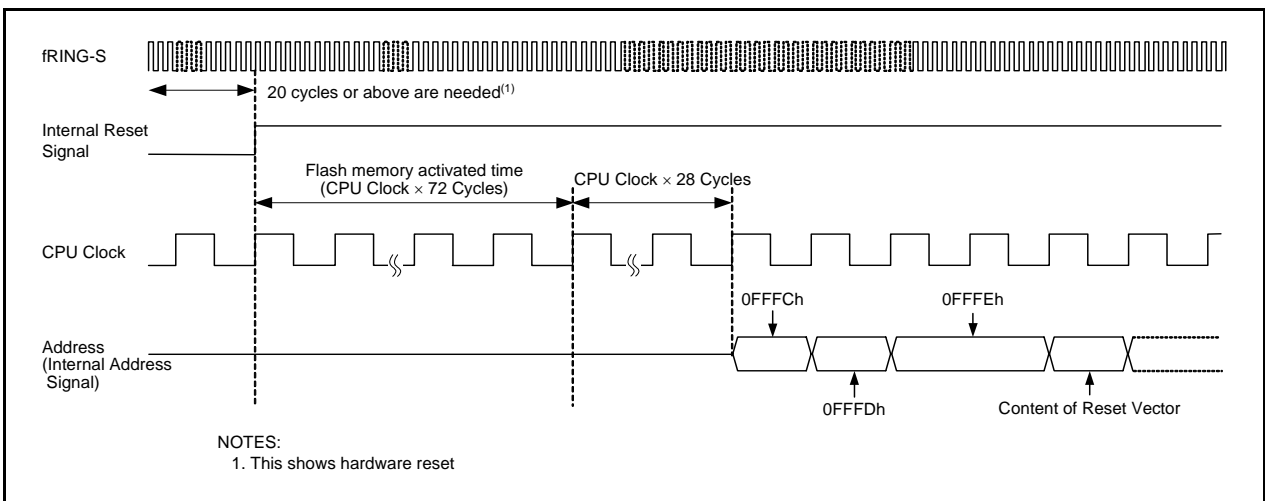 fRING-S
20 cycles or above are needed(1)
Internal Reset
Signal
Flash memory activated time
(CPU Clock × 72 Cycles)
CPU Clock × 28 Cycles
CPU Clock
0FFFCh
0FFFEh
Address
(Internal Address
Signal)
0FFFDh
Content of Reset Vector
NOTES:
1. This shows hardware reset